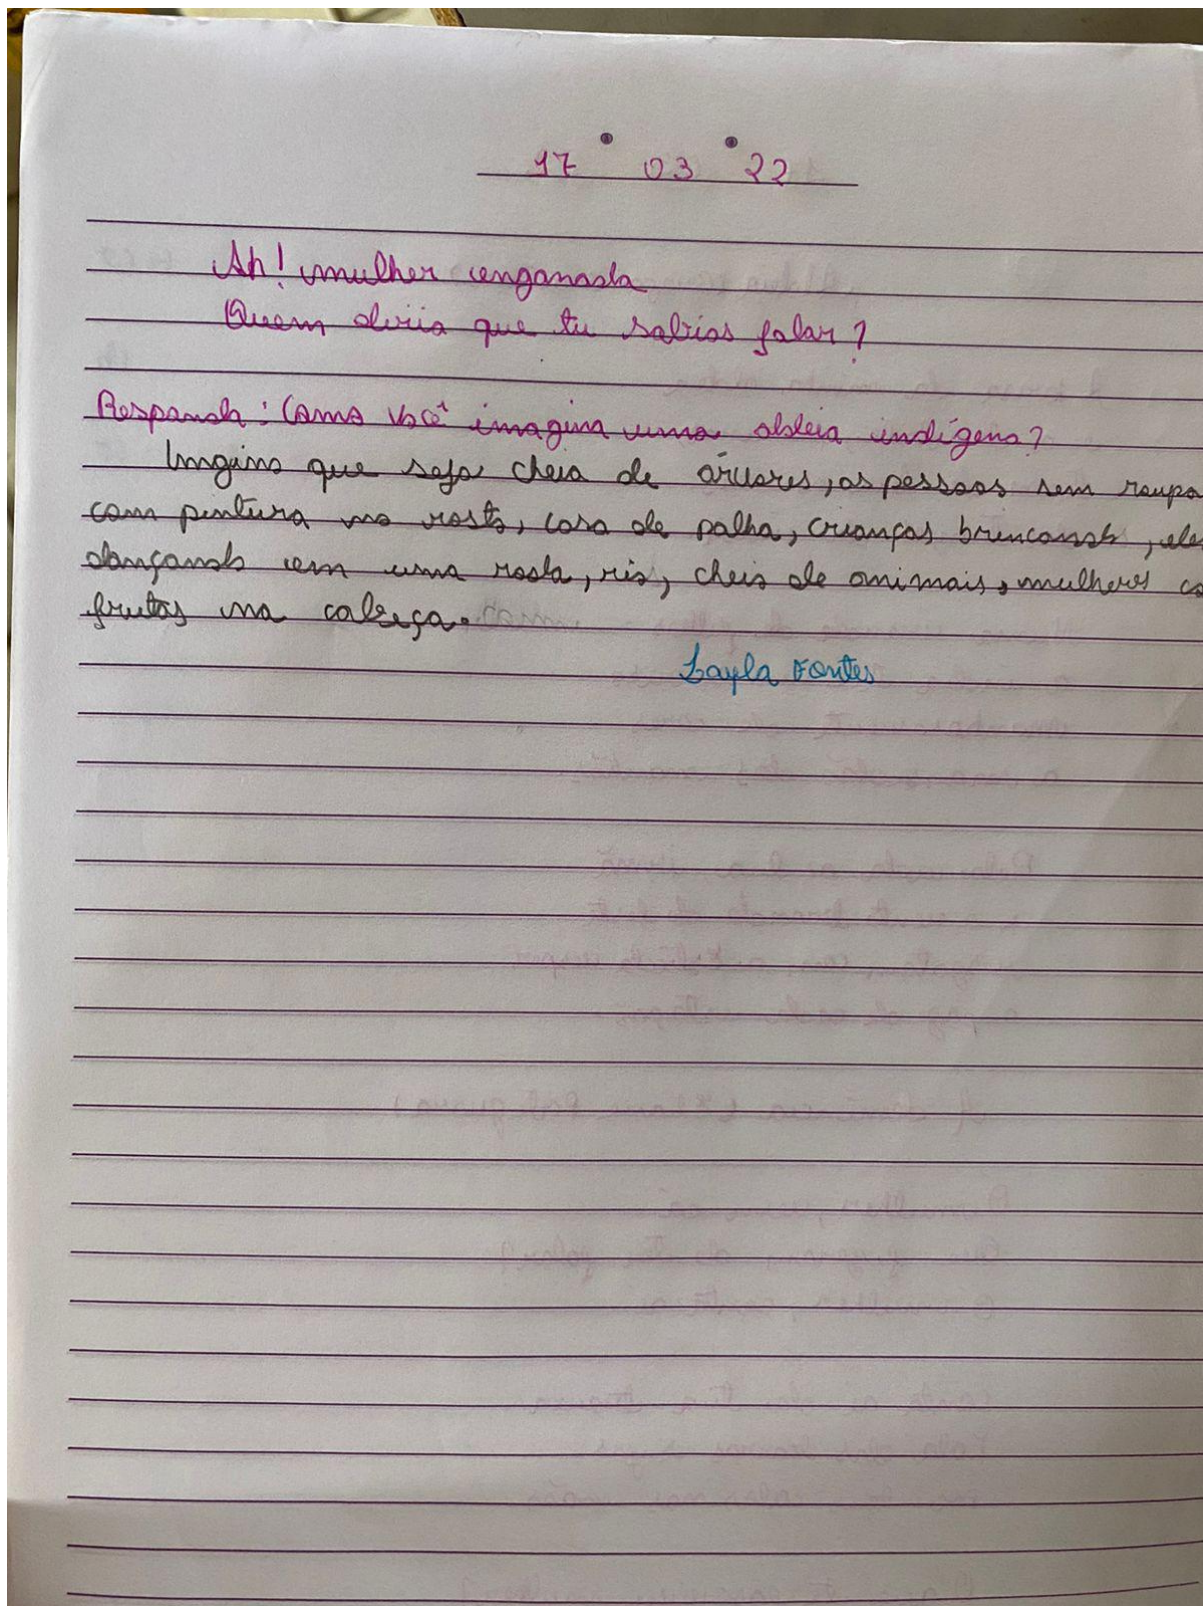 17 • 03 • 22
Ah! mulher enganada
Quem diria que tu sabias falar?
Responda: Como você imagina uma aldeia indígena?
Imgino que seja cheia de árvores, as pessoas sem roupa
com pintura no rosto, casa de palha, crianças brincando, eles
dançando em uma roda, rio, cheio de animais, mulheres co
frutas na cabeça.
Layla Fontes